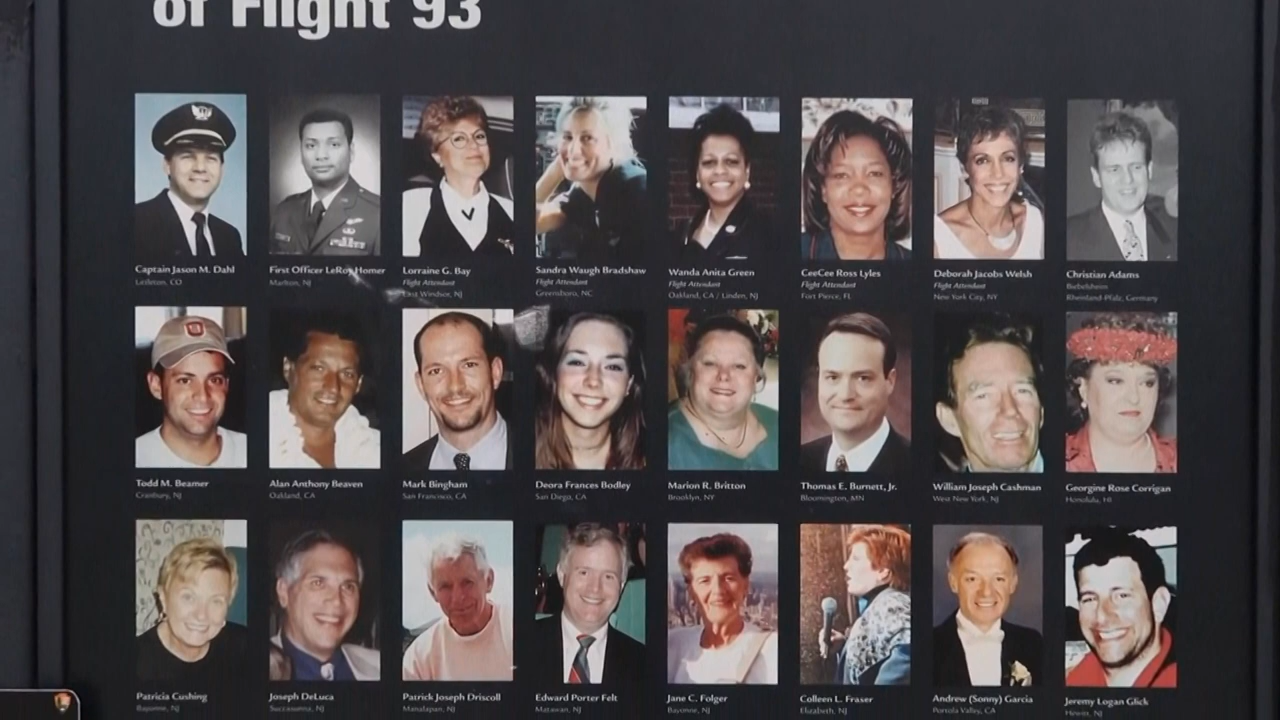 of Flight 93
Captain Jason M. Dahl
Littleton, CO
First Officer LeRoy Homer
Marlton, NJ
Lorraine G. Bay
Flight Attendant
East Windsor, NJ
Sandra Waugh Bradshaw
Flight Attendant
Greensboro, NC
Wanda Anita Green
Flight Attendant
Oakland, CA / Linden, NJ
CeeCee Ross Lyles
Flight Attendant
Fort Pierce, FL
Deborah Jacobs Welsh
Flight Attendant
New York City, NY
Christian Adams
Biebelsheim
Rheinland-Pfalz, Germany
Todd M. Beamer
Cranbury, NJ
Alan Anthony Beaven
Oakland, CA
Mark Bingham
San Francisco, CA
Deora Frances Bodley
San Diego, CA
Marion R. Britton
Brooklyn, NY
Thomas E. Burnett, Jr.
Bloomington, MN
William Joseph Cashman
West New York, NJ
Georgine Rose Corrigan
Honolulu, HI
Patricia Cushing
Bayonne, NJ
Joseph DeLuca
Succasunna, NJ
Patrick Joseph Driscoll
Manalapan, NJ
Edward Porter Felt
Matawan, NJ
Jane C. Folger
Bayonne, NJ
Colleen L. Fraser
Elizabeth, NJ
Andrew (Sonny) Garcia
Portola Valley, CA
Jeremy Logan Glick
Hewitt, NJ